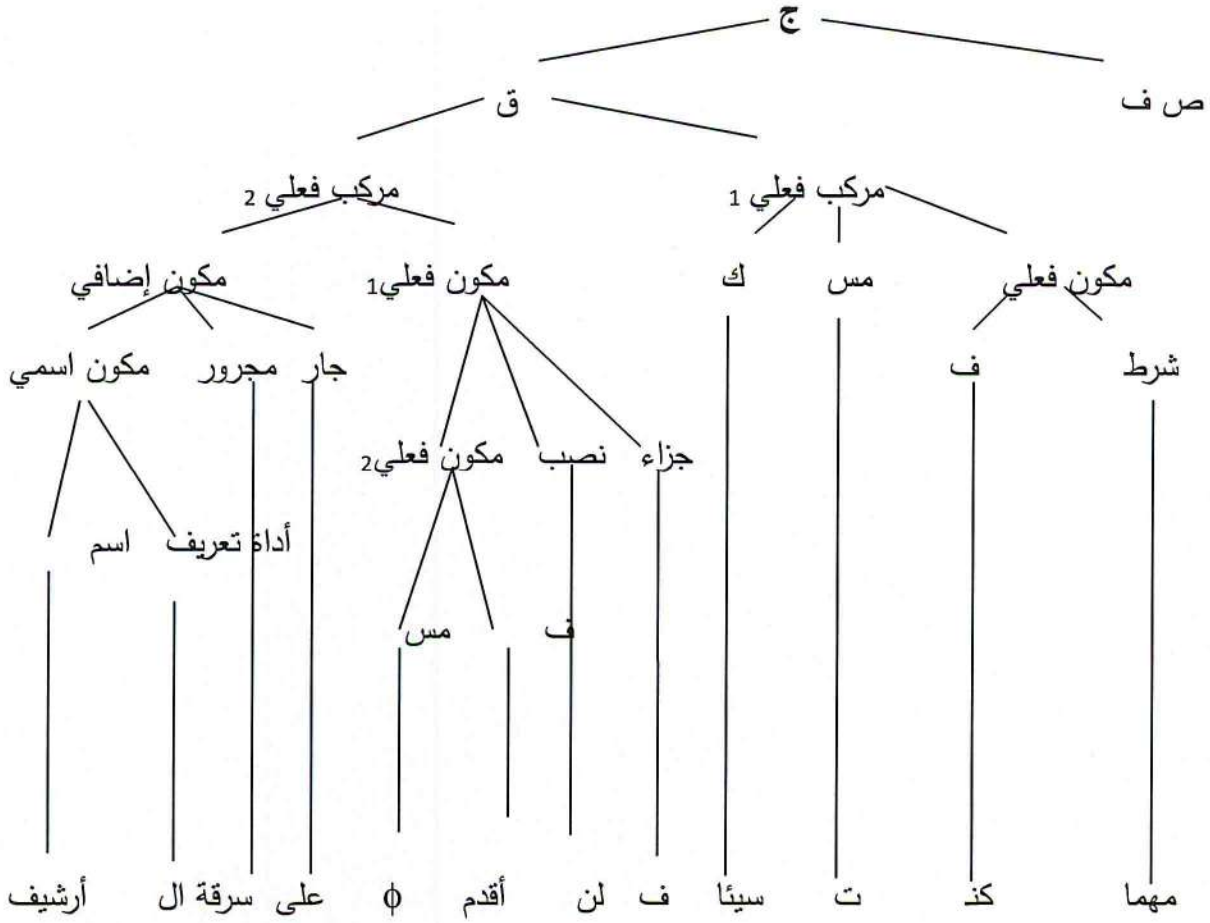 ج
ص ف ق
مركب فعلي 1 مركب فعلي 2
مكون فعلي مس ك مكون فعلي1 مكون إضافي
شرط ف جار مجرور مكون اسمي
جزاء نصب مكون فعلي2
أداة تعريف اسم
ف مس
مهما كنـ ت سيئا ف لن أقدم ϕ على سرقة ال أرشيف